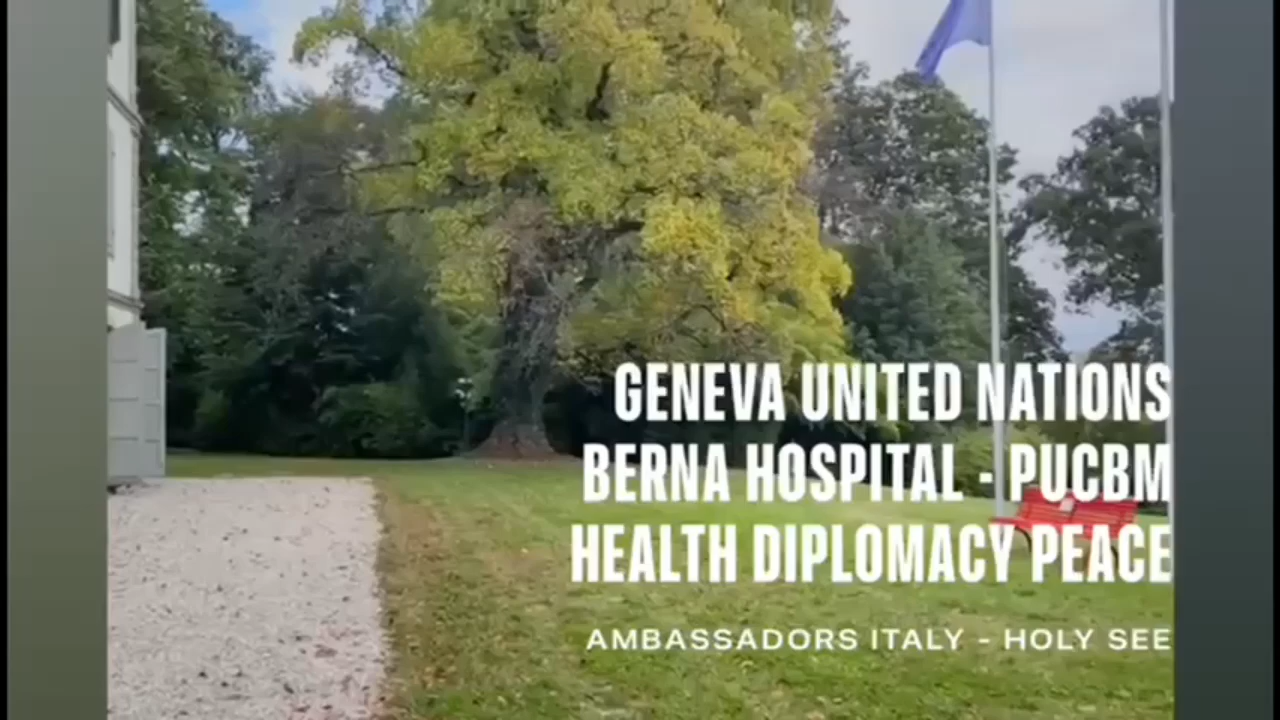 GENEVA UNITED NATIONS
BERNA HOSPITAL - PUCBM
HEALTH DIPLOMACY PEACE
AMBASSADORS ITALY - HOLY SEE